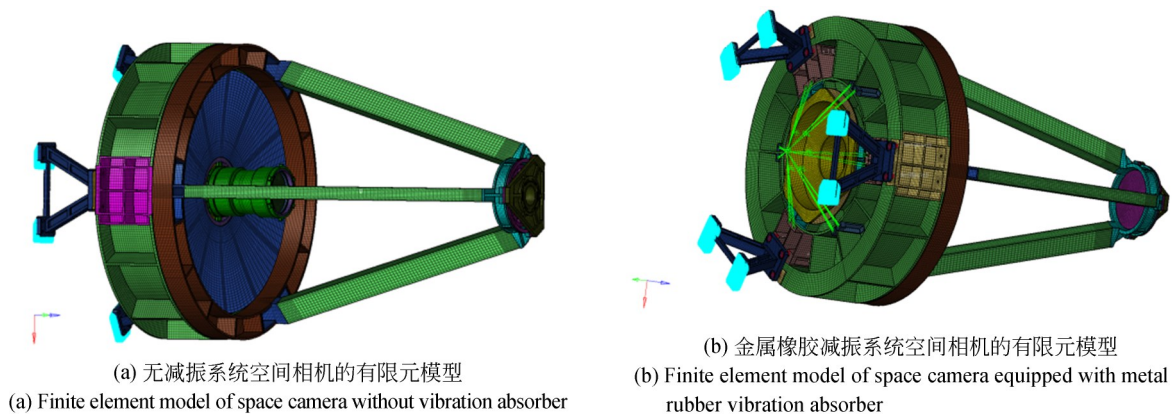 (a) 无减振系统空间相机的有限元模型
(a) Finite element model of space camera without vibration absorber
(b) 金属橡胶减振系统空间相机的有限元模型
(b) Finite element model of space camera equipped with metal
rubber vibration absorber